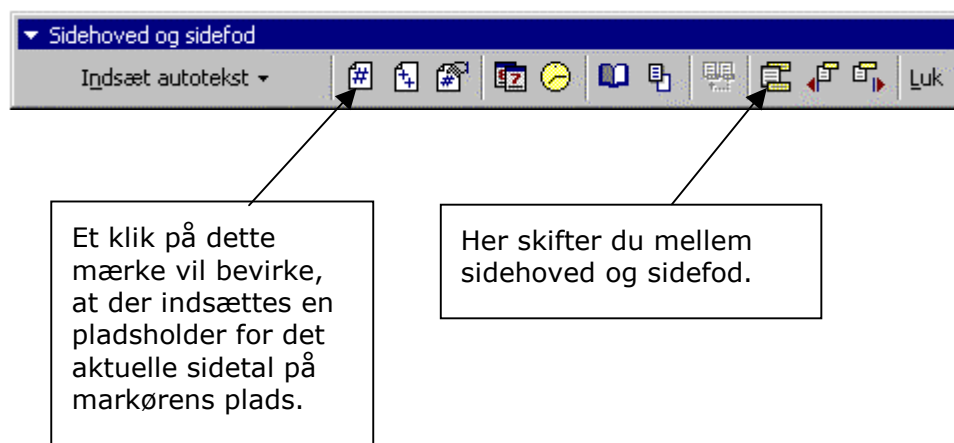 Sidehoved og sidefod
Indsæt autotekst
Luk
Et klik på dette
mærke vil bevirke,
at der indsættes en
pladsholder for det
aktuelle sidetal på
markørens plads.
Her skifter du mellem
sidehoved og sidefod.